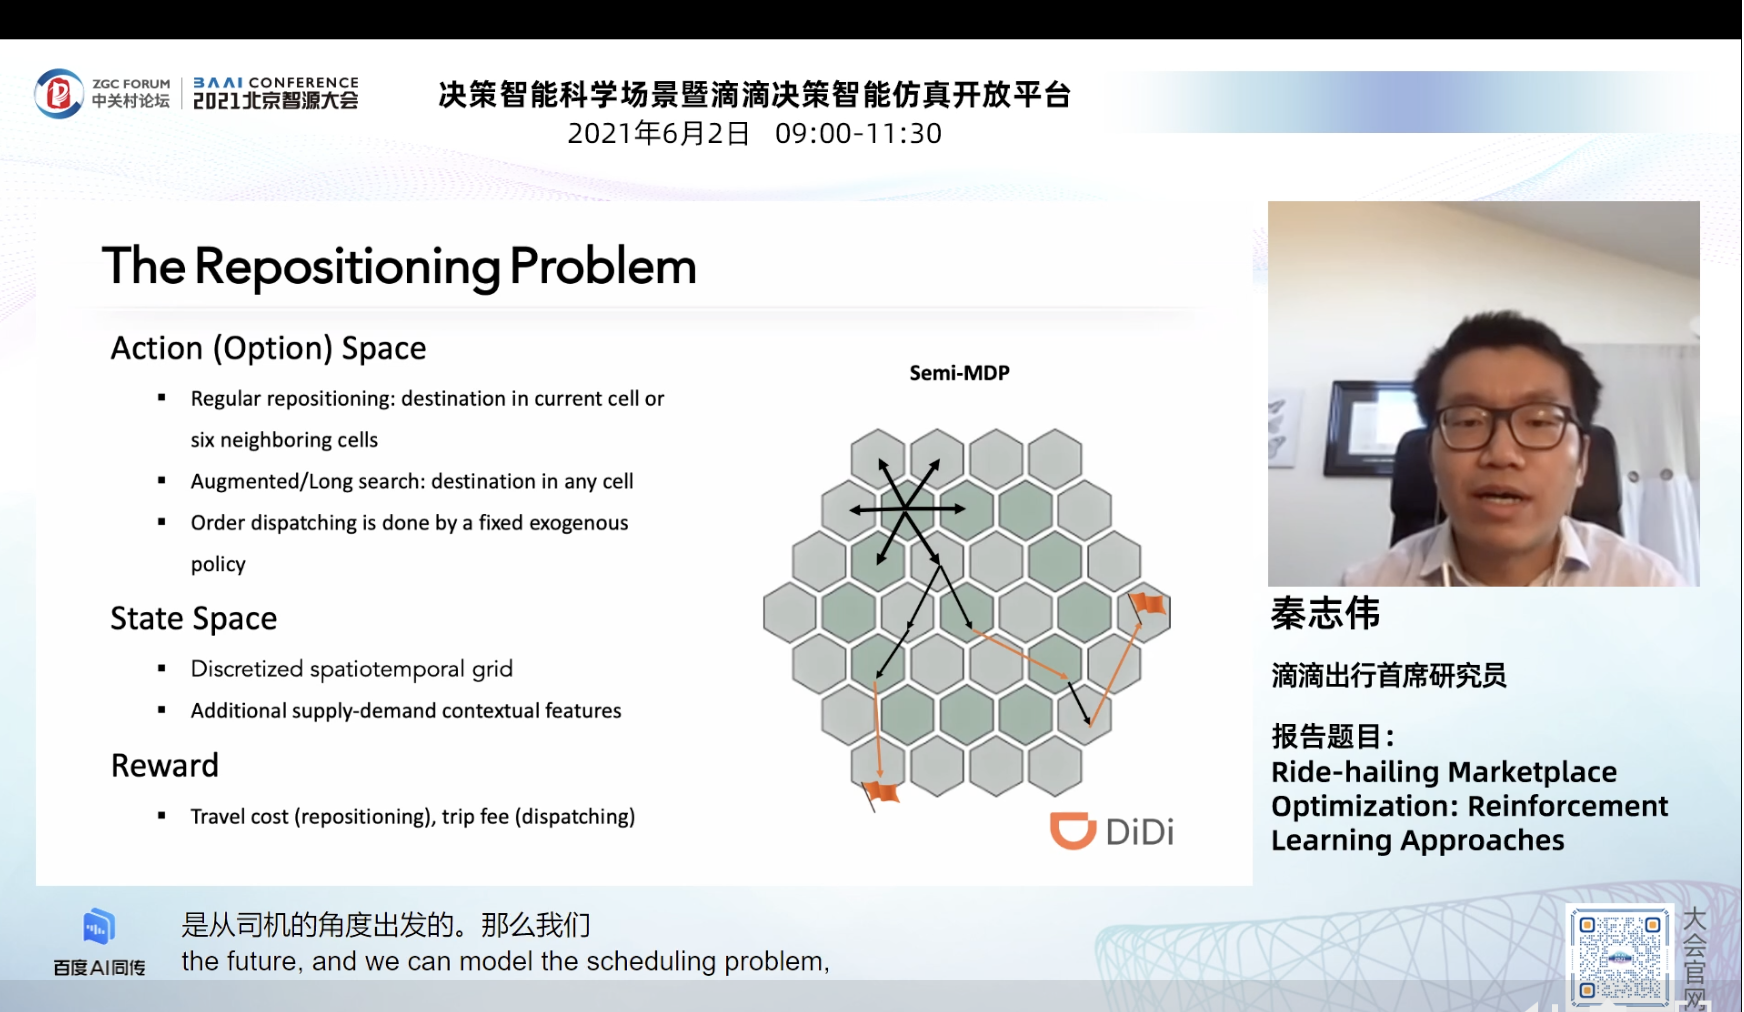 ZGC FORUM
中关村论坛
BAAI CONFERENCE
2021北京智源大会
决策智能科学场景暨滴滴决策智能仿真开放平台
2021年6月2日 09:00-11:30
The Repositioning Problem
Action (Option) Space
▪ Regular repositioning: destination in current cell or
six neighboring cells
▪ Augmented/Long search: destination in any cell
▪ Order dispatching is done by a fixed exogenous
policy
State Space
▪ Discretized spatiotemporal grid
▪ Additional supply-demand contextual features
Reward
▪ Travel cost (repositioning), trip fee (dispatching)
Semi-MDP
DiDi
秦志伟
滴滴出行首席研究员
报告题目：
Ride-hailing Marketplace
Optimization: Reinforcement
Learning Approaches
百度AI同传
是从司机的角度出发的。那么我们
the future, and we can model the scheduling problem,
大会官网